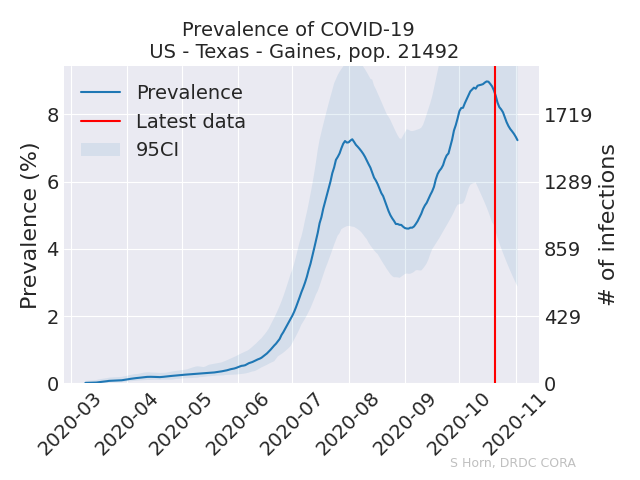 Prevalence of COVID-19
US - Texas - Gaines, pop. 21492
Prevalence
Latest data
95CI
Prevalence (%)
0
2
4
6
8
# of infections
0
429
859
1289
1719
2020-03
2020-04
2020-05
2020-06
2020-07
2020-08
2020-09
2020-10
2020-11
S Horn, DRDC CORA